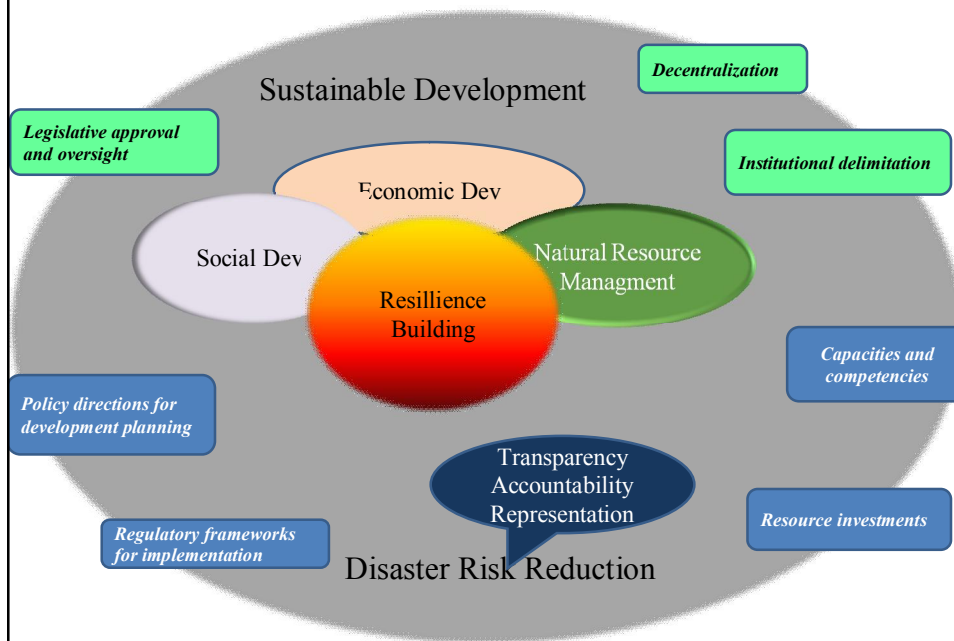 Decentralization
Sustainable Development
Legislative approval
and oversight
Institutional delimitation
Economic Dev
Social Dev
Natural Resource
Managment
Resillience
Building
Capacities and
competencies
Policy directions for
development planning
Transparency
Accountability
Representation
Resource investments
Regulatory frameworks
for implementation
Disaster Risk Reduction